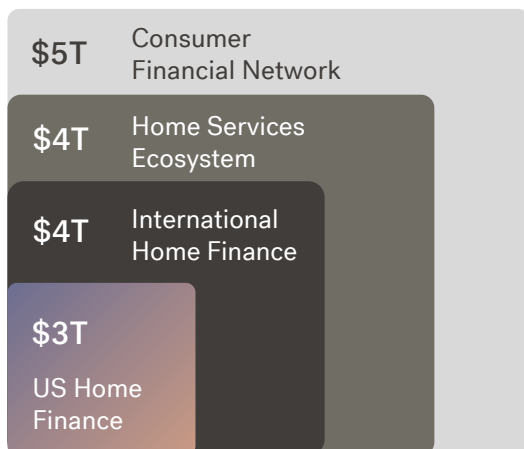 $5T
Consumer
Financial Network
$4T
Home Services
Ecosystem
$4T
International
Home Finance
$3T
US Home
Finance